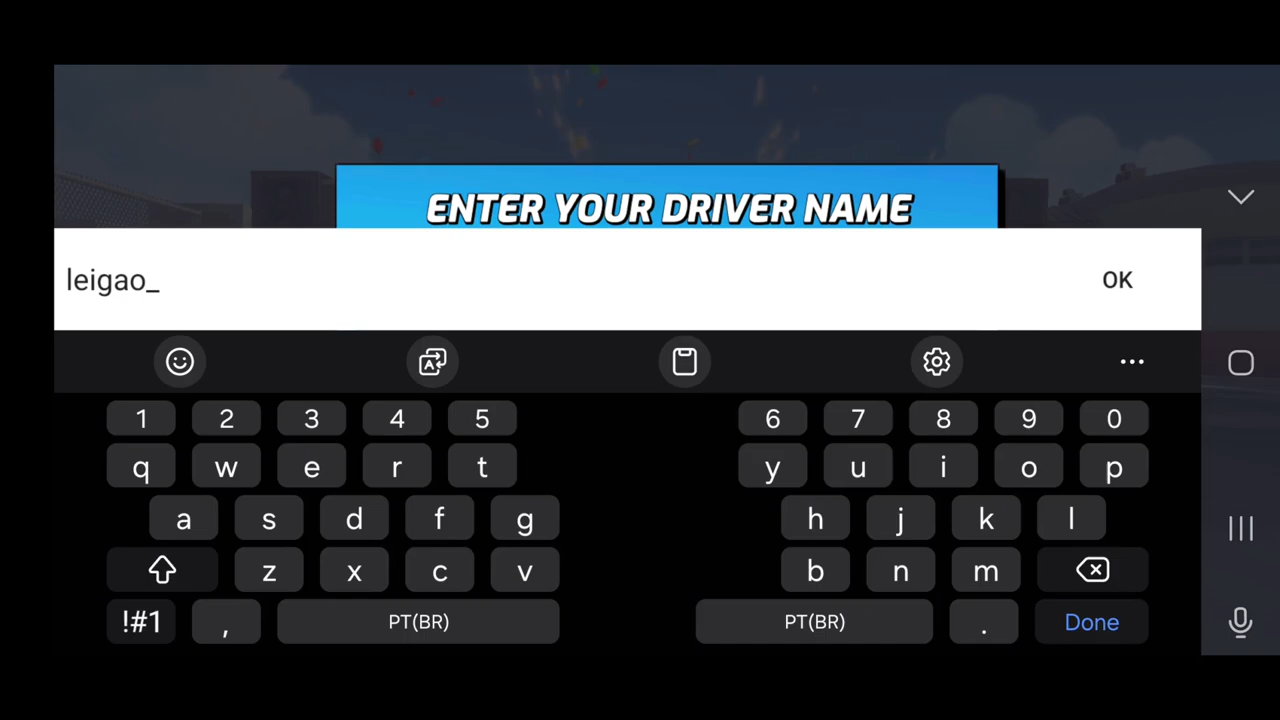 ENTER YOUR DRIVER NAME
leigao_
OK
1 2 3 4 5 6 7 8 9 0
q w e r t y u i o p
a s d f g h j k l
z x c v b n m
!#1 , PT(BR) PT(BR) . Done